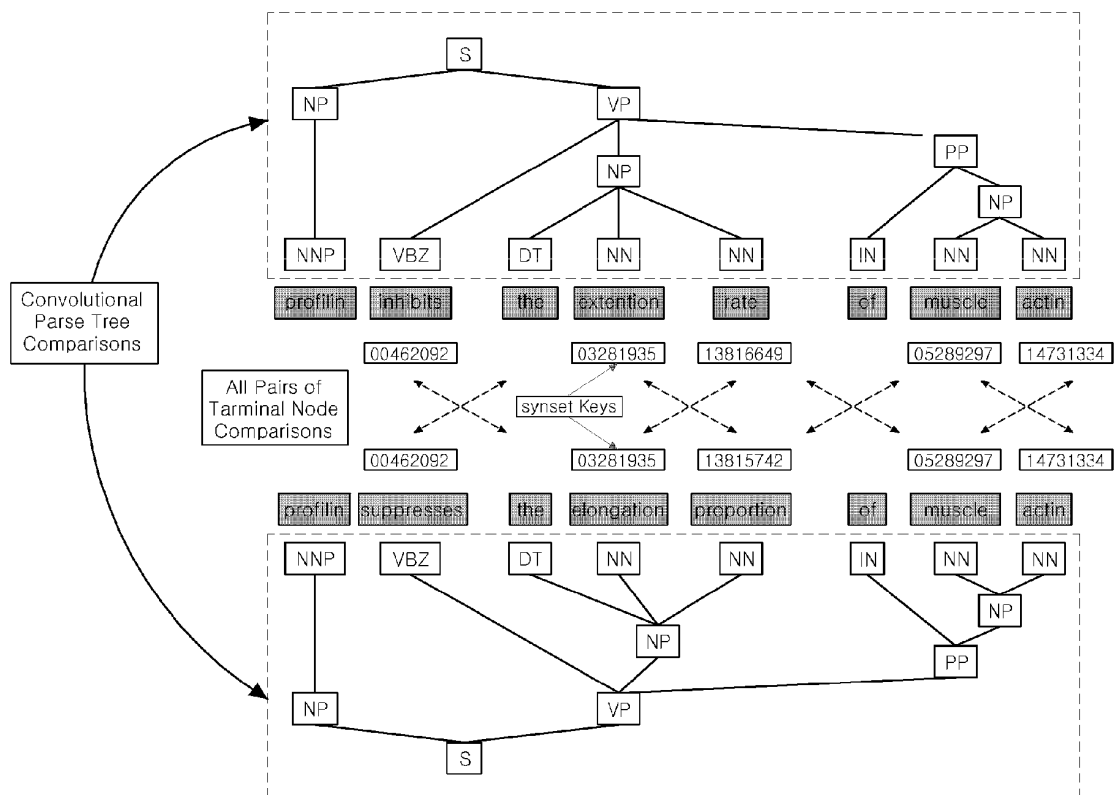 S
NP VP
PP
NP
NP
NNP VBZ DT NN NN IN NN NN
profilin inhibits the extention rate of muscle actin
Convolutional
Parse Tree
Comparisons
00462092 03281935 13816649 05289297 14731334
All Pairs of
Tarminal Node
Comparisons
synset Keys
00462092 03281935 13815742 05289297 14731334
profilin suppresses the elongation proportion of muscle actin
NNP VBZ DT NN NN IN NN NN
NP
NP
PP
NP VP
S